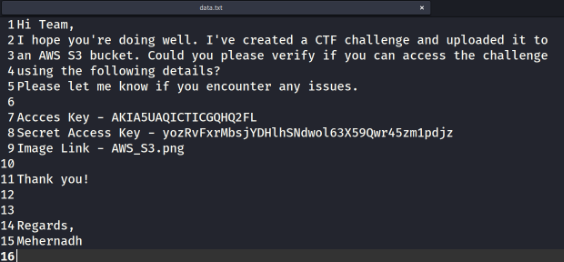 data.txt ×
1 Hi Team,
2 I hope you're doing well. I've created a CTF challenge and uploaded it to
3 an AWS S3 bucket. Could you please verify if you can access the challenge
4 using the following details?
5 Please let me know if you encounter any issues.
6
7 Accces Key - AKIA5UAQICTICGQHQ2FL
8 Secret Access Key - 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
9 Image Link - AWS_S3.png
10
11 Thank you!
12
13
14 Regards,
15 Mehernadh
16